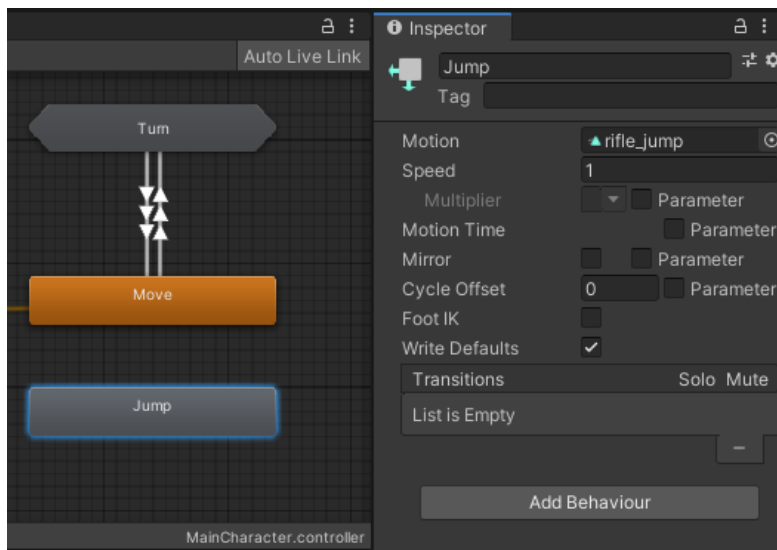 Auto Live Link
Turn
Move
Jump
MainCharacter.controller
Inspector
Jump
Tag
Motion rifle_jump
Speed 1
Multiplier Parameter
Motion Time Parameter
Mirror Parameter
Cycle Offset 0 Parameter
Foot IK
Write Defaults
Transitions Solo Mute
List is Empty
Add Behaviour